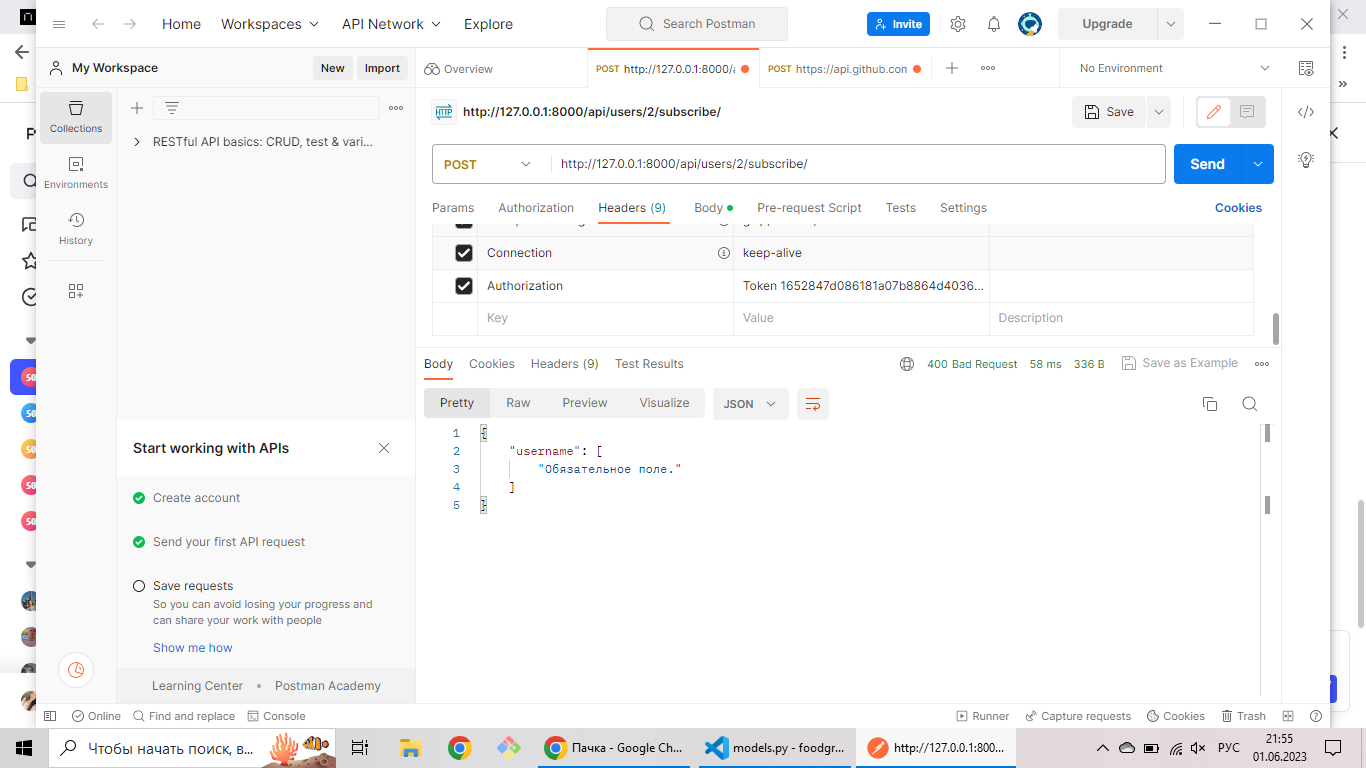 Home Workspaces API Network Explore Search Postman Invite Upgrade
My Workspace New Import Overview POST http://127.0.0.1:8000/a POST https://api.github.com No Environment
Collections
RESTful API basics: CRUD, test & vari...
Environments
History
HTTP http://127.0.0.1:8000/api/users/2/subscribe/ Save
POST http://127.0.0.1:8000/api/users/2/subscribe/ Send
Params Authorization Headers (9) Body Pre-request Script Tests Settings Cookies
Connection keep-alive
Authorization Token 1652847d086181a07b8864d4036...
Key Value Description
Body Cookies Headers (9) Test Results 400 Bad Request 58 ms 336 B Save as Example
Pretty Raw Preview Visualize JSON
1 {
2 "username": [
3 "Обязательное поле."
4 ]
5 }
Start working with APIs
Create account
Send your first API request
Save requests
So you can avoid losing your progress and
can share your work with people
Show me how
Learning Center • Postman Academy
Online Find and replace Console Runner Capture requests Cookies Trash
Чтобы начать поиск, в... Пачка - Google Ch... models.py - foodgr... http://127.0.0.1:800... РУС 21:55
01.06.2023